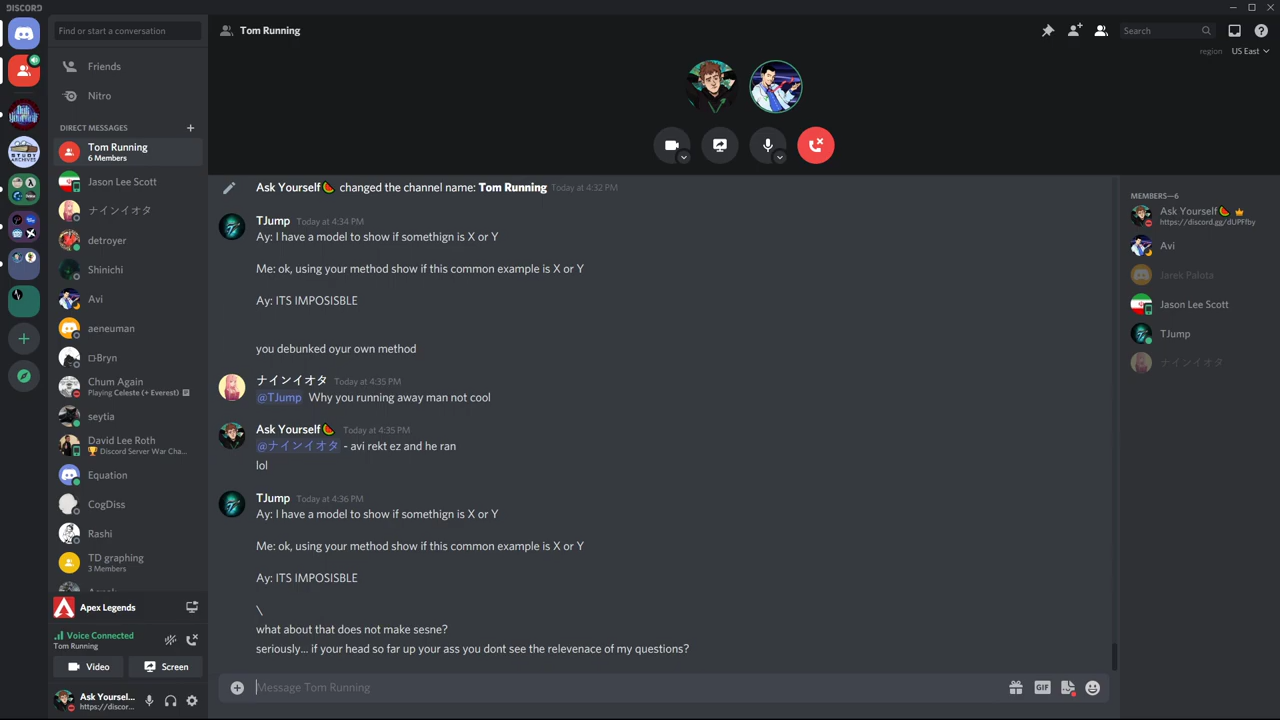 DISCORD
Find or start a conversation
Friends
Nitro
DIRECT MESSAGES
Tom Running
6 Members
Jason Lee Scott
ナインイオタ
detroyer
Shinichi
Avi
aeneuman
Bryn
Chum Again
Playing Celeste (+ Everest)
seytia
David Lee Roth
Discord Server War Cha...
Equation
CogDiss
Rashi
TD graphing
3 Members
Apex Legends
Voice Connected
Tom Running
Video
Screen
Ask Yoursel...
https://discor...
Tom Running
Search
region US East
Ask Yourself🍉 changed the channel name: Tom Running Today at 4:32 PM
TJump Today at 4:34 PM
Ay: I have a model to show if somethign is X or Y
Me: ok, using your method show if this common example is X or Y
Ay: ITS IMPOSISBLE
you debunked oyur own method
ナインイオタ Today at 4:35 PM
@TJump Why you running away man not cool
Ask Yourself🍉 Today at 4:35 PM
@ナインイオタ - avi rekt ez and he ran
lol
TJump Today at 4:36 PM
Ay: I have a model to show if somethign is X or Y
Me: ok, using your method show if this common example is X or Y
Ay: ITS IMPOSISBLE
\
what about that does not make sesne?
seriously... if your head so far up your ass you dont see the relevenace of my questions?
Message Tom Running
GIF
MEMBERS—6
Ask Yourself🍉
https://discord.gg/dUPFfby
Avi
Jarek Palota
Jason Lee Scott
TJump
ナインイオタ